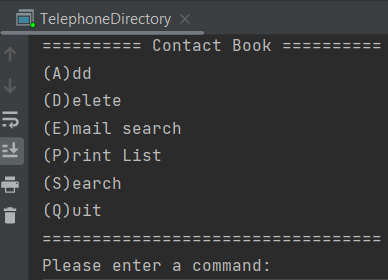 TelephoneDirectory
========== Contact Book ==========
(A)dd
(D)elete
(E)mail search
(P)rint List
(S)earch
(Q)uit
==================================
Please enter a command: